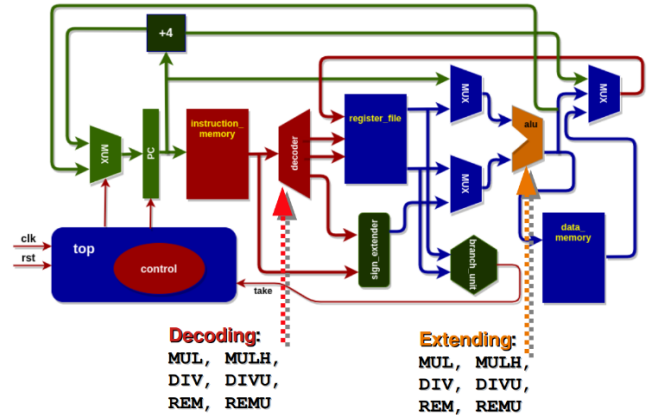 +4
MUX
PC
instruction_
memory
decoder
register_file
MUX
MUX
alu
MUX
sign_extender
branch_unit
data_
memory
clk
rst
top
control
take
Decoding:
MUL, MULH,
DIV, DIVU,
REM, REMU
Extending:
MUL, MULH,
DIV, DIVU,
REM, REMU